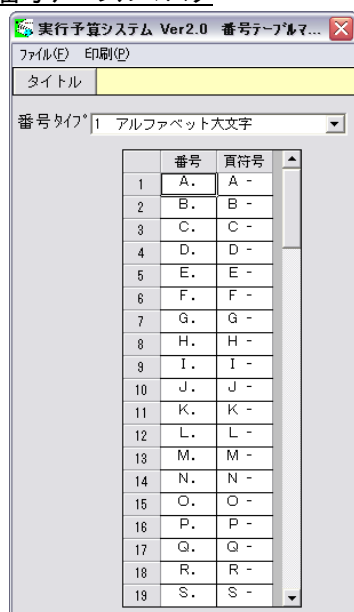 実行予算システム Ver2.0 番号テーブルマ...
ファイル(F) 印刷(P)
タイトル
番号タイプ 1 アルファベット大文字
番号 頁符号
1 A. A -
2 B. B -
3 C. C -
4 D. D -
5 E. E -
6 F. F -
7 G. G -
8 H. H -
9 I. I -
10 J. J -
11 K. K -
12 L. L -
13 M. M -
14 N. N -
15 O. O -
16 P. P -
17 Q. Q -
18 R. R -
19 S. S -